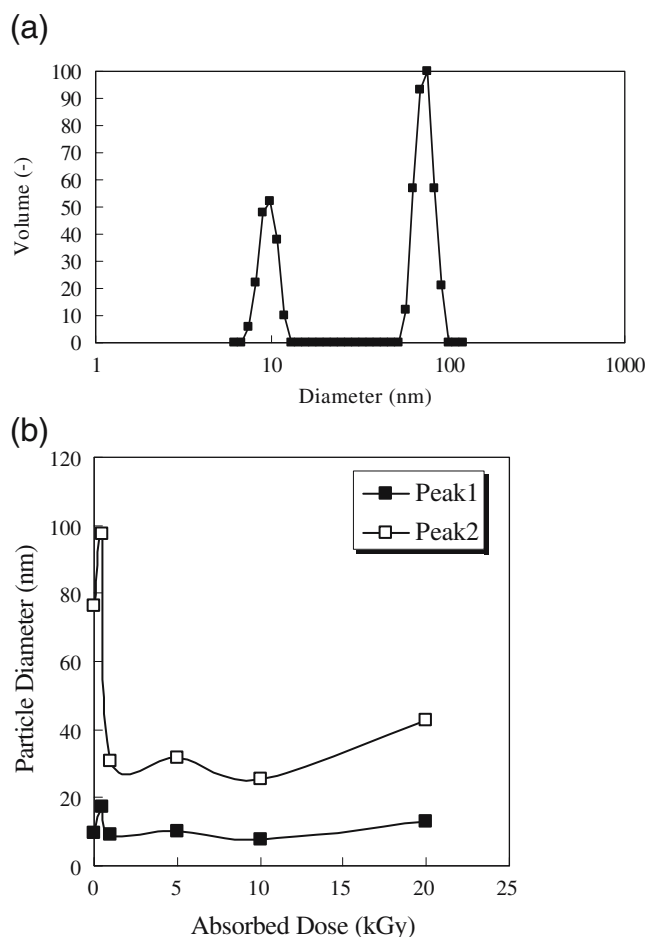 (a)
100
90
80
70
60
50
40
30
20
10
0
Volume (-)
1 10 100 1000
Diameter (nm)
(b)
120
100
80
60
40
20
0
Particle Diameter (nm)
Peak1
Peak2
0 5 10 15 20 25
Absorbed Dose (kGy)